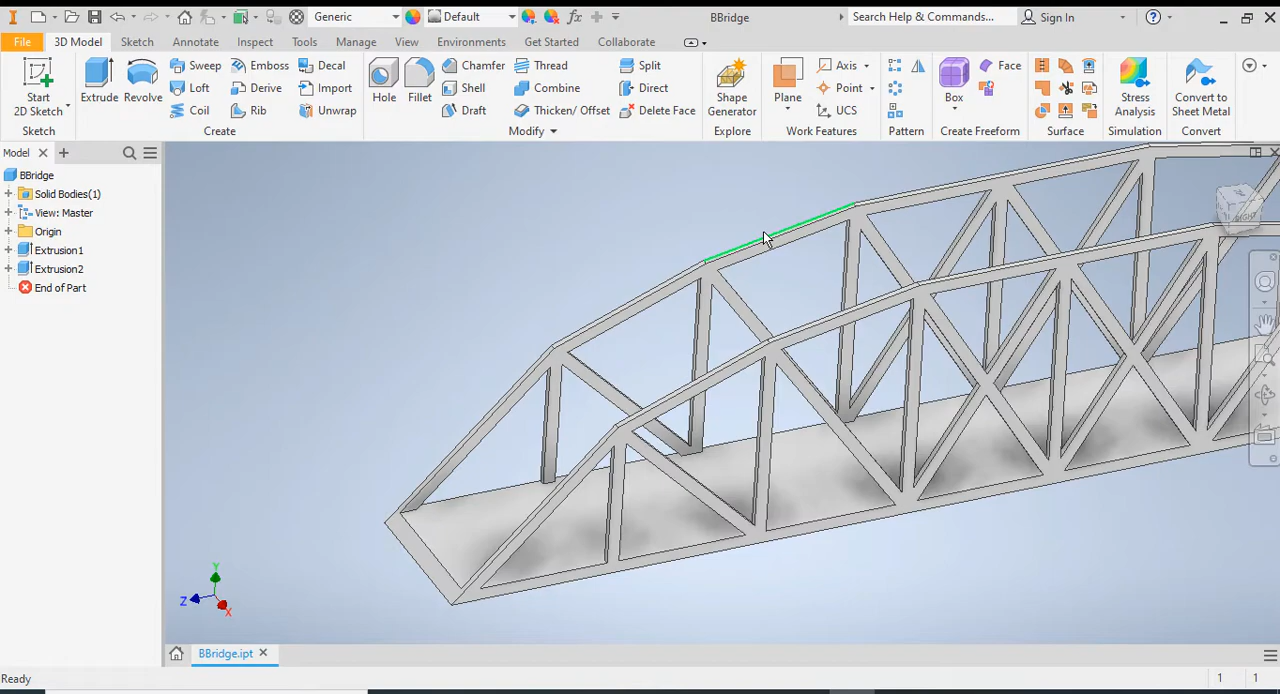 Generic
Default
fx
BBridge
Search Help & Commands...
Sign In
?
File
3D Model
Sketch
Annotate
Inspect
Tools
Manage
View
Environments
Get Started
Collaborate
Start
2D Sketch
Extrude
Revolve
Sweep
Emboss
Decal
Loft
Derive
Import
Coil
Rib
Unwrap
Hole
Fillet
Chamfer
Thread
Split
Shell
Combine
Direct
Draft
Thicken/ Offset
Delete Face
Shape
Generator
Plane
Axis
Point
UCS
Box
Face
Stress
Analysis
Convert to
Sheet Metal
Sketch
Create
Modify
Explore
Work Features
Pattern
Create Freeform
Surface
Simulation
Convert
Model
BBridge
Solid Bodies(1)
View: Master
Origin
Extrusion1
Extrusion2
End of Part
Y
Z
X
BBridge.ipt
Ready
1
1